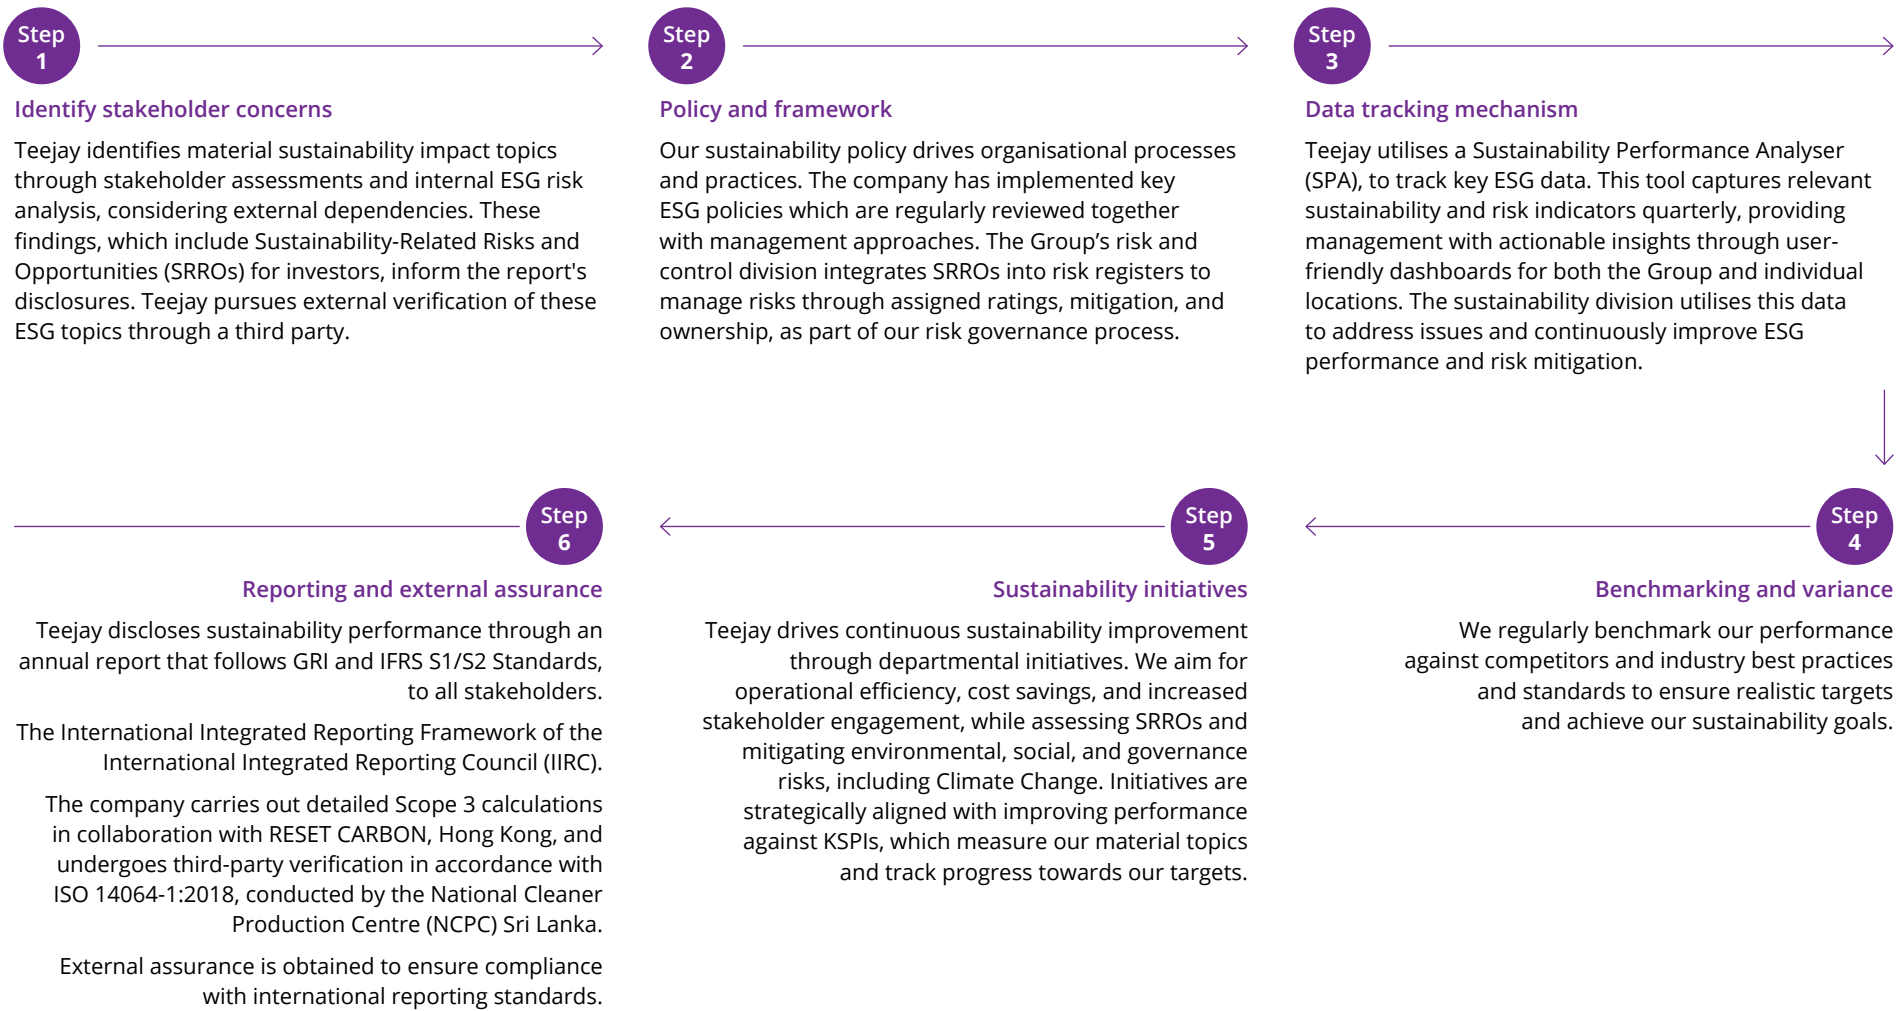 Step
1
Identify stakeholder concerns
Teejay identifies material sustainability impact topics
through stakeholder assessments and internal ESG risk
analysis, considering external dependencies. These
findings, which include Sustainability-Related Risks and
Opportunities (SRROs) for investors, inform the report's
disclosures. Teejay pursues external verification of these
ESG topics through a third party.
Step
2
Policy and framework
Our sustainability policy drives organisational processes
and practices. The company has implemented key
ESG policies which are regularly reviewed together
with management approaches. The Group’s risk and
control division integrates SRROs into risk registers to
manage risks through assigned ratings, mitigation, and
ownership, as part of our risk governance process.
Step
3
Data tracking mechanism
Teejay utilises a Sustainability Performance Analyser
(SPA), to track key ESG data. This tool captures relevant
sustainability and risk indicators quarterly, providing
management with actionable insights through user-
friendly dashboards for both the Group and individual
locations. The sustainability division utilises this data
to address issues and continuously improve ESG
performance and risk mitigation.
Step
4
Benchmarking and variance
We regularly benchmark our performance
against competitors and industry best practices
and standards to ensure realistic targets
and achieve our sustainability goals.
Step
5
Sustainability initiatives
Teejay drives continuous sustainability improvement
through departmental initiatives. We aim for
operational efficiency, cost savings, and increased
stakeholder engagement, while assessing SRROs and
mitigating environmental, social, and governance
risks, including Climate Change. Initiatives are
strategically aligned with improving performance
against KSPIs, which measure our material topics
and track progress towards our targets.
Step
6
Reporting and external assurance
Teejay discloses sustainability performance through an
annual report that follows GRI and IFRS S1/S2 Standards,
to all stakeholders.
The International Integrated Reporting Framework of the
International Integrated Reporting Council (IIRC).
The company carries out detailed Scope 3 calculations
in collaboration with RESET CARBON, Hong Kong, and
undergoes third-party verification in accordance with
ISO 14064-1:2018, conducted by the National Cleaner
Production Centre (NCPC) Sri Lanka.
External assurance is obtained to ensure compliance
with international reporting standards.